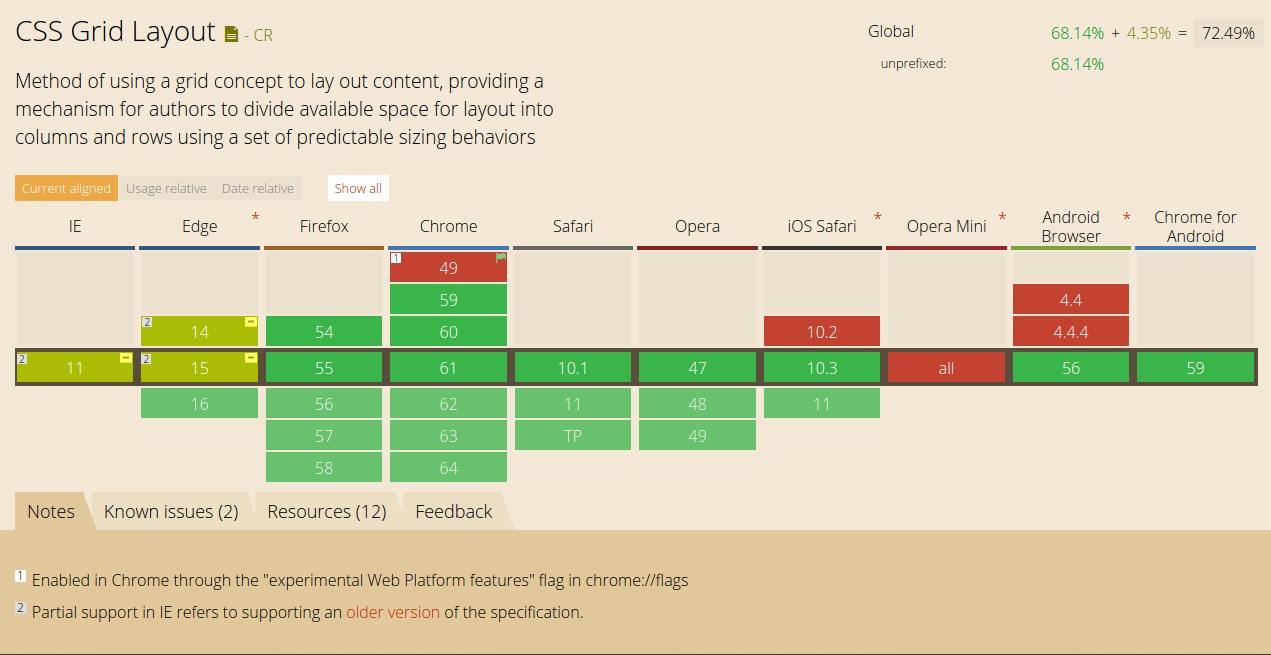 CSS Grid Layout - CR
Global 68.14% + 4.35% = 72.49%
unprefixed: 68.14%
Method of using a grid concept to lay out content, providing a
mechanism for authors to divide available space for layout into
columns and rows using a set of predictable sizing behaviors
Current aligned Usage relative Date relative Show all
IE Edge * Firefox Chrome Safari Opera iOS Safari * Opera Mini * Android Browser * Chrome for Android
1 49
59 4.4
2 14 - 54 60 10.2 4.4.4
2 11 - 2 15 - 55 61 10.1 47 10.3 all 56 59
16 56 62 11 48 11
57 63 TP 49
58 64
Notes Known issues (2) Resources (12) Feedback
1 Enabled in Chrome through the "experimental Web Platform features" flag in chrome://flags
2 Partial support in IE refers to supporting an older version of the specification.